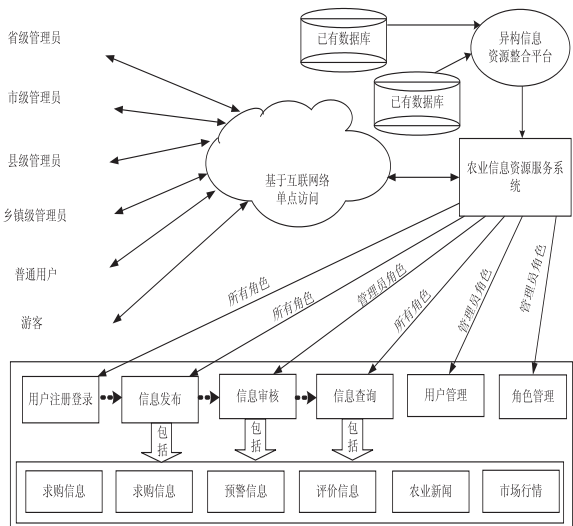 省级管理员
市级管理员
县级管理员
乡镇级管理员
普通用户
游客
已有数据库
已有数据库
异构信息
资源整合平台
基于互联网络
单点访问
农业信息资源服务系
统
所有角色
所有角色
管理员角色
所有角色
管理员角色
管理员角色
用户注册登录
信息发布
信息审核
信息查询
用户管理
角色管理
包
括
包
括
包
括
求购信息
求购信息
预警信息
评价信息
农业新闻
市场行情